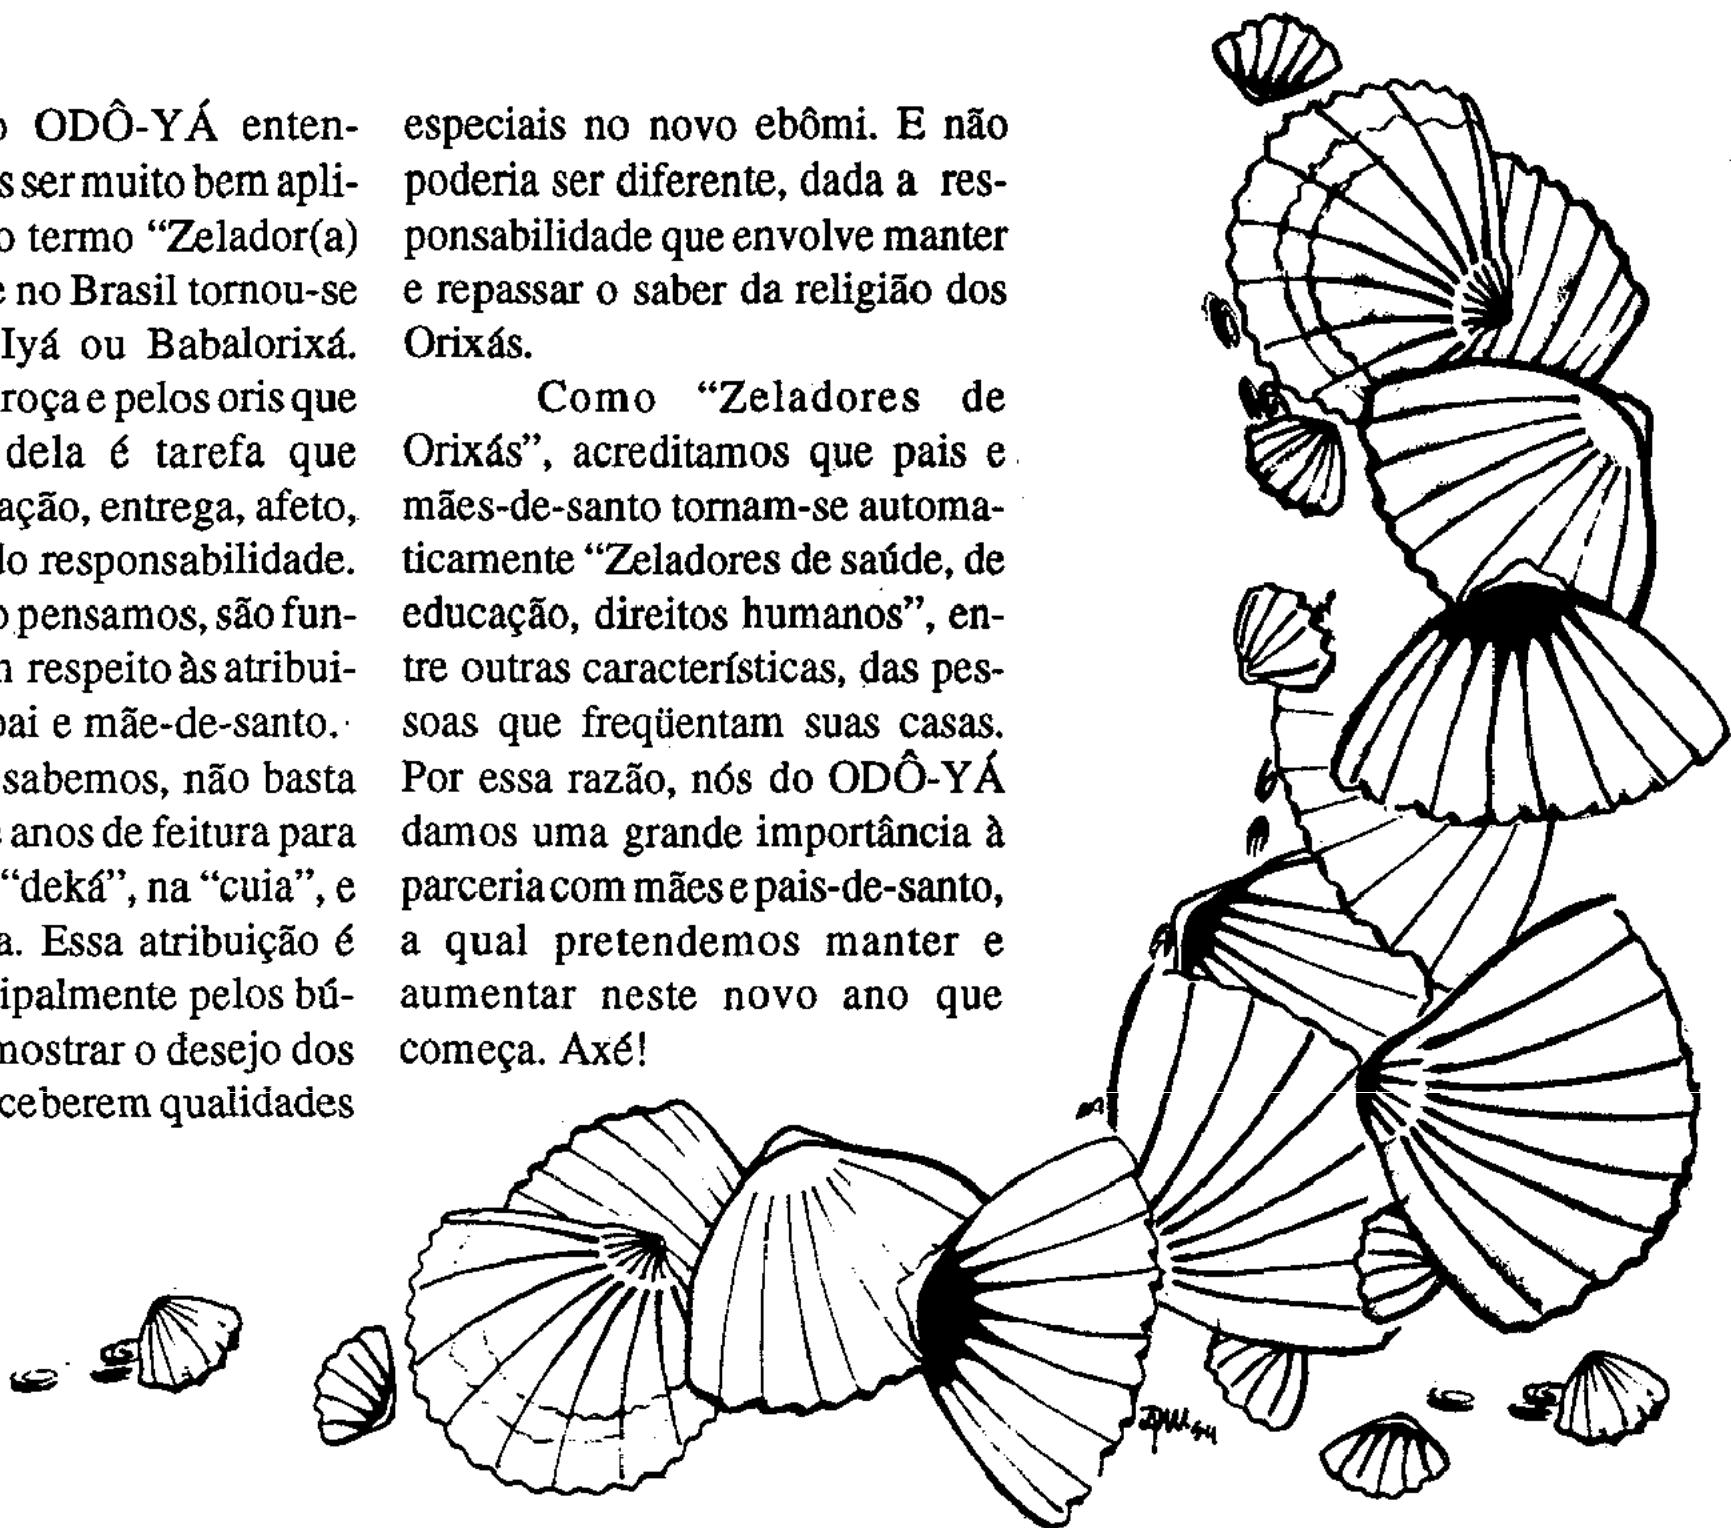 ODÔ-YÁ enten-
ser muito bem apli-
termo “Zelador(a)
no Brasil tornou-se
Iyá ou Babalorixá.
roça e pelos oris que
dela é tarefa que
entrega, afeto,
responsabilidade.
pensamos, são fun-
respeito às atribui-
e mãe-de-santo.
sabemos, não basta
anos de feitura para
“deká”, na “cuia”, e
Essa atribuição é
pelos bú-
o desejo dos
qualidades
especiais no novo ebômi. E não
poderia ser diferente, dada a res-
ponsabilidade que envolve manter
e repassar o saber da religião dos
Orixás.
Como “Zeladores de
Orixás”, acreditamos que pais e
mães-de-santo tornam-se automa-
ticamente “Zeladores de saúde, de
educação, direitos humanos”, en-
tre outras características, das pes-
soas que freqüentam suas casas.
Por essa razão, nós do ODÔ-YÁ
damos uma grande importância à
parceria com mães e pais-de-santo,
a qual pretendemos manter e
aumentar neste novo ano que
começa. Axé!